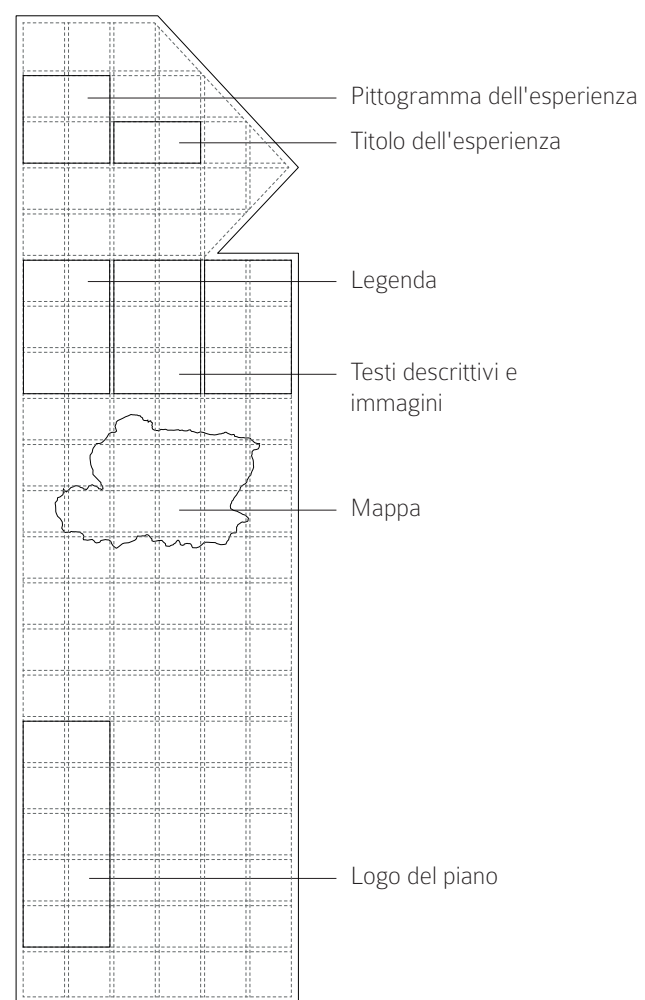 Pittogramma dell'esperienza
Titolo dell'esperienza
Legenda
Testi descrittivi e
immagini
Mappa
Logo del piano